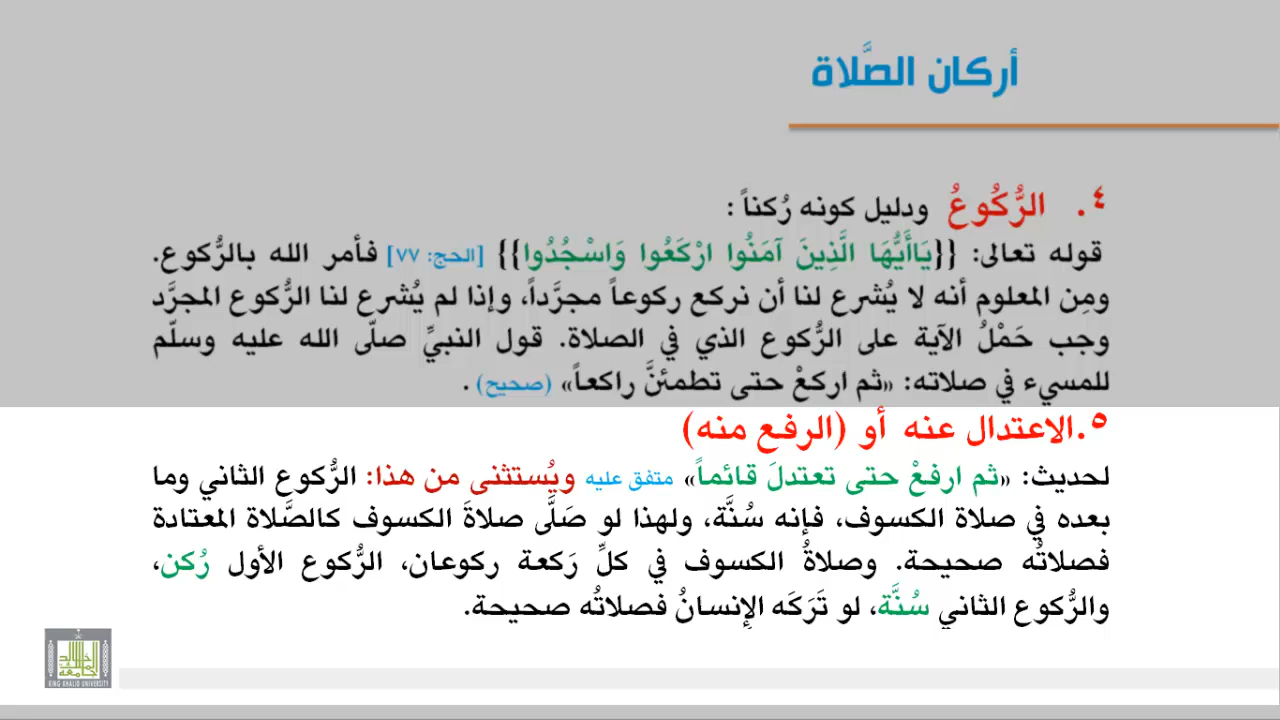 أركان الصَّلاة
٤. الرُّكُوعُ ودليل كونه رُكناً :
قوله تعالى: {{يَاأَيُّهَا الَّذِينَ آمَنُوا ارْكَعُوا وَاسْجُدُوا}} [الحج: ٧٧] فأمر الله بالرُّكوع.
ومِن المعلوم أنه لا يُشرع لنا أن نركع ركوعاً مجرَّداً، وإذا لم يُشرع لنا الرُّكوع المجرَّد
وجب حَمْلُ الآية على الرُّكوع الذي في الصلاة. قول النبيِّ صلّى الله عليه وسلّم
للمسيء في صلاته: «ثم اركعْ حتى تطمئنَّ راكعاً» (صحيح) .
٥.الاعتدال عنه أو (الرفع منه)
لحديث: «ثم ارفعْ حتى تعتدلَ قائماً» متفق عليه ويُستثنى من هذا: الرُّكوع الثاني وما
بعده في صلاة الكسوف، فإنه سُنَّة، ولهذا لو صَلَّى صلاةَ الكسوف كالصَّلاة المعتادة
فصلاتُه صحيحة. وصلاةُ الكسوف في كلِّ رَكعة ركوعان، الرُّكوع الأول رُكن،
والرُّكوع الثاني سُنَّة، لو تَرَكَه الإنسانُ فصلاتُه صحيحة.
جامعة الملك خالد
KING KHALID UNIVERSITY